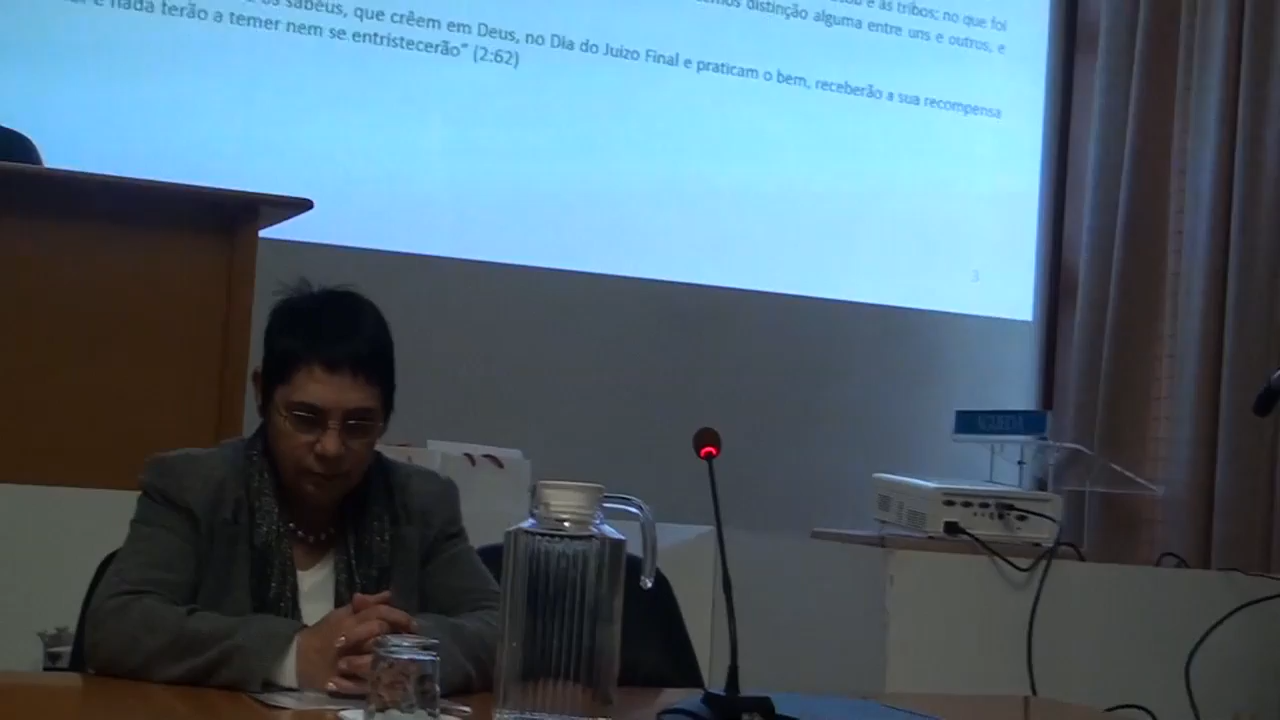 e as tribos; no que foi
distinção alguma entre uns e outros, e
sabeus, que crêem em Deus, no Dia do Juízo Final e praticam o bem, receberão a sua recompensa
e nada terão a temer nem se entristecerão" (2:62)
3
ÁGUEDA